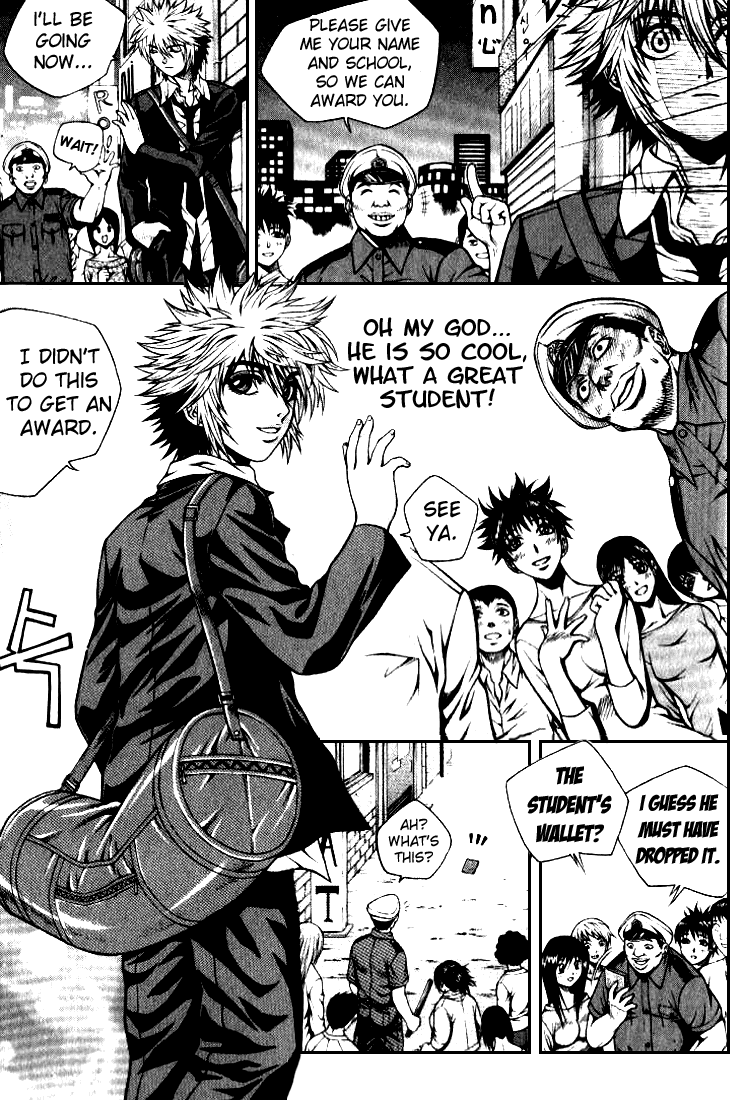 I'LL BE
GOING
NOW...
WAIT!
PLEASE GIVE
ME YOUR NAME
AND SCHOOL,
SO WE CAN
AWARD YOU.
I DIDN'T
DO THIS
TO GET AN
AWARD.
OH MY GOD...
HE IS SO COOL,
WHAT A GREAT
STUDENT!
SEE
YA.
AH?
WHAT'S
THIS?
THE
STUDENT'S
WALLET?
I GUESS HE
MUST HAVE
DROPPED IT.